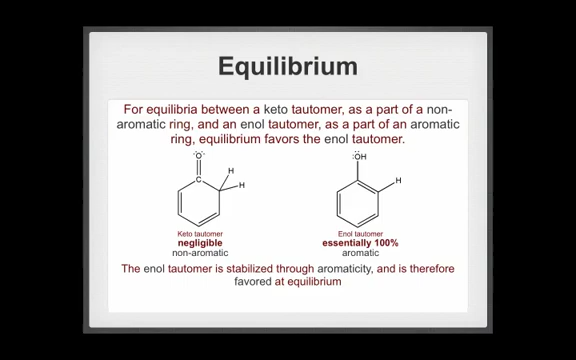 Equilibrium
For equilibria between a keto tautomer, as a part of a non-
aromatic ring, and an enol tautomer, as a part of an aromatic
ring, equilibrium favors the enol tautomer.
:O: :OH
H
C H H
Keto tautomer Enol tautomer
negligible essentially 100%
non-aromatic aromatic
The enol tautomer is stabilized through aromaticity, and is therefore
favored at equilibrium